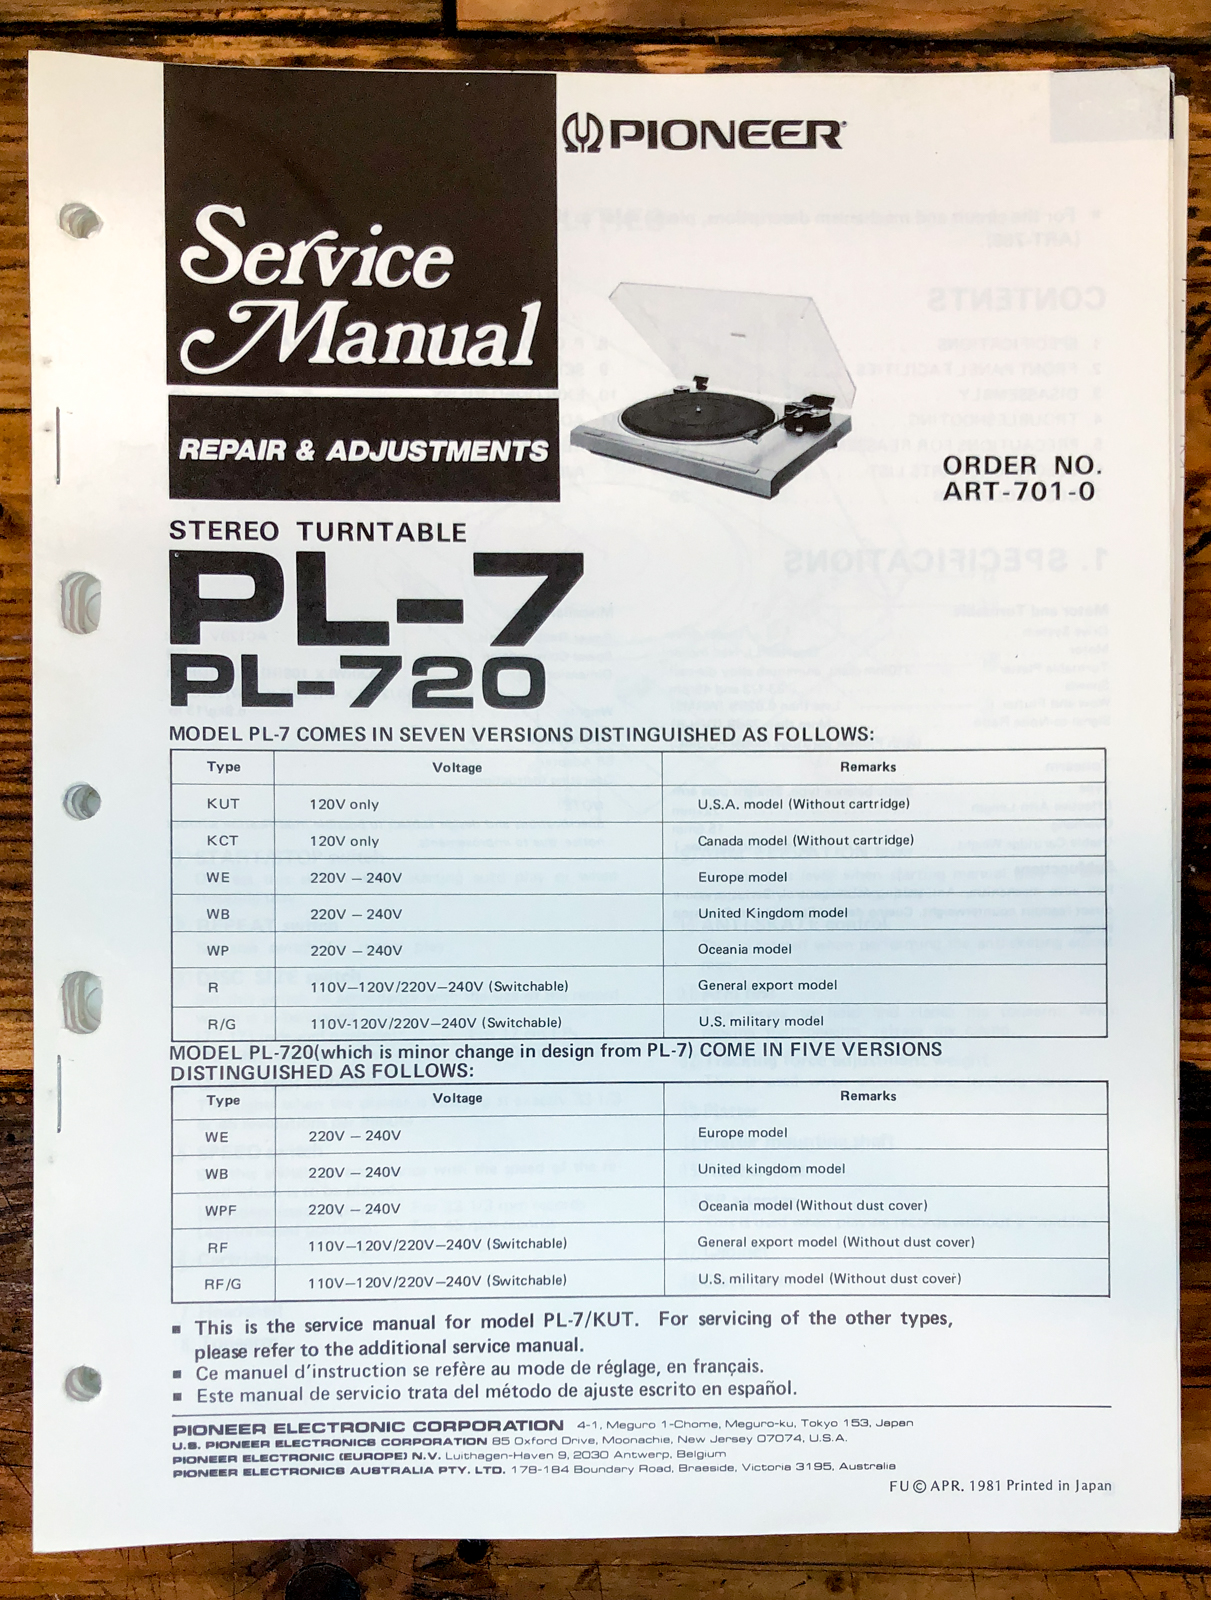 PIONEER
Service
Manual
REPAIR & ADJUSTMENTS
ORDER NO.
ART-701-0
STEREO TURNTABLE
PL-7
PL-720
MODEL PL-7 COMES IN SEVEN VERSIONS DISTINGUISHED AS FOLLOWS:
Type Voltage Remarks
KUT 120V only U.S.A. model (Without cartridge)
KCT 120V only Canada model (Without cartridge)
WE 220V – 240V Europe model
WB 220V – 240V United Kingdom model
WP 220V – 240V Oceania model
R 110V–120V/220V–240V (Switchable) General export model
R/G 110V-120V/220V–240V (Switchable) U.S. military model
MODEL PL-720(which is minor change in design from PL-7) COME IN FIVE VERSIONS
DISTINGUISHED AS FOLLOWS:
Type Voltage Remarks
WE 220V – 240V Europe model
WB 220V – 240V United kingdom model
WPF 220V – 240V Oceania model (Without dust cover)
RF 110V–120V/220V–240V (Switchable) General export model (Without dust cover)
RF/G 110V–120V/220V–240V (Switchable) U.S. military model (Without dust cover)
■ This is the service manual for model PL-7/KUT. For servicing of the other types,
please refer to the additional service manual.
■ Ce manuel d'instruction se refère au mode de réglage, en français.
■ Este manual de servicio trata del método de ajuste escrito en español.
PIONEER ELECTRONIC CORPORATION 4-1, Meguro 1-Chome, Meguro-ku, Tokyo 153, Japan
U.S. PIONEER ELECTRONICS CORPORATION 85 Oxford Drive, Moonachie, New Jersey 07074, U.S.A.
PIONEER ELECTRONIC (EUROPE) N.V. Luithagen-Haven 9, 2030 Antwerp, Belgium
PIONEER ELECTRONICS AUSTRALIA PTY. LTD. 178-184 Boundary Road, Braeside, Victoria 3195, Australia
FU © APR. 1981 Printed in Japan